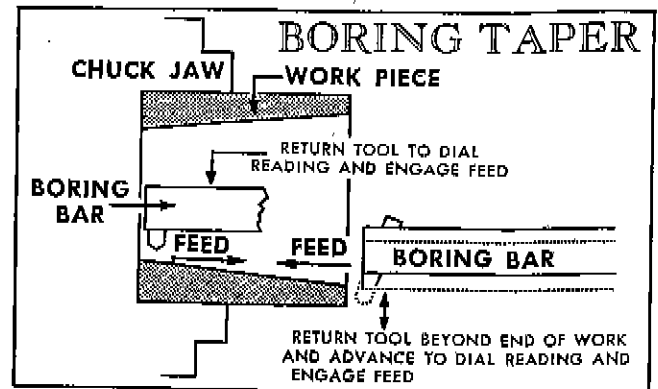 BORING TAPER
CHUCK JAW
WORK PIECE
RETURN TOOL TO DIAL
READING AND ENGAGE FEED
BORING
BAR
FEED
FEED
BORING BAR
RETURN TOOL BEYOND END OF WORK
AND ADVANCE TO DIAL READING AND
ENGAGE FEED